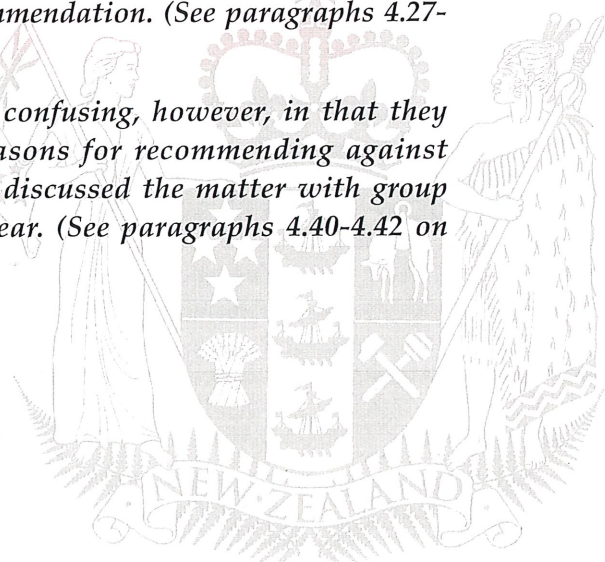 mmendation. (See paragraphs 4.27-
confusing, however, in that they
asons for recommending against
discussed the matter with group
ear. (See paragraphs 4.40-4.42 on
NEW·ZEALAND